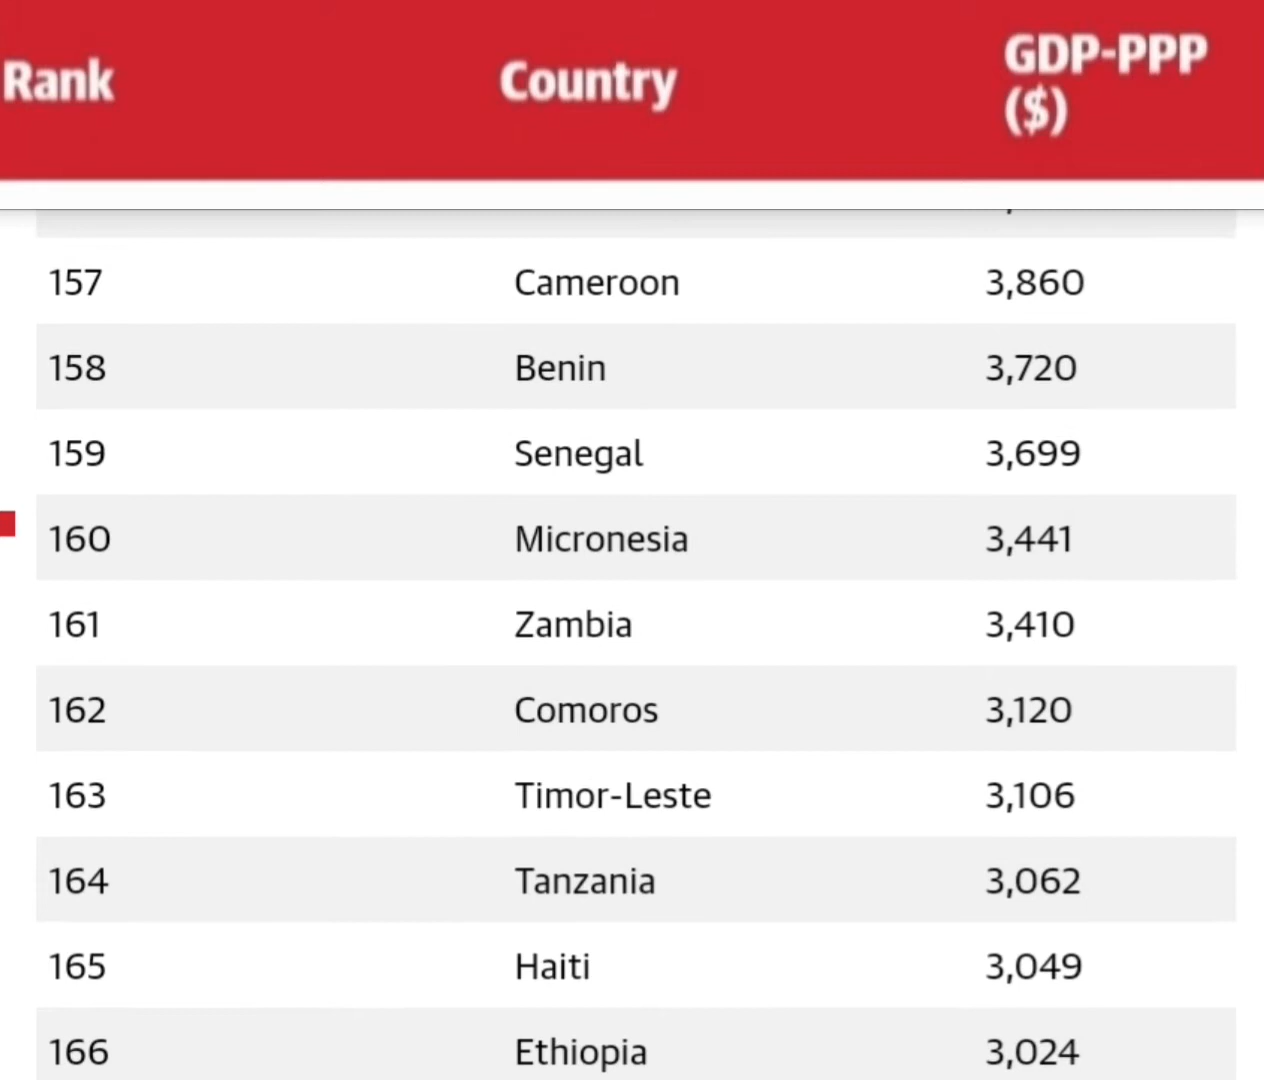 Rank Country GDP-PPP ($)
157 Cameroon 3,860
158 Benin 3,720
159 Senegal 3,699
160 Micronesia 3,441
161 Zambia 3,410
162 Comoros 3,120
163 Timor-Leste 3,106
164 Tanzania 3,062
165 Haiti 3,049
166 Ethiopia 3,024